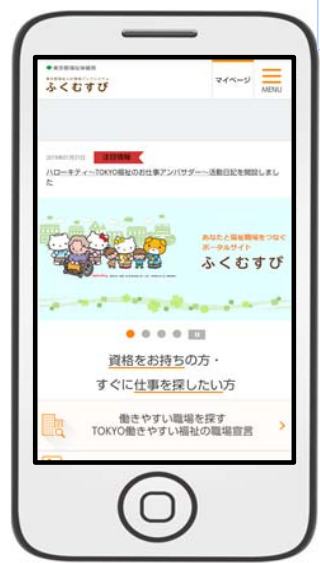 東京都福祉保健局
ふくむすび
マイページ
MENU
2019年01月31日 注目情報
ハローキティ～TOKYO福祉のお仕事アンバサダー～活動日記を開設しまし
た
あなたと福祉職場をつなぐ
ポータルサイト
ふくむすび
資格をお持ちの方・
すぐに仕事を探したい方
働きやすい職場を探す
TOKYO働きやすい福祉の職場宣言